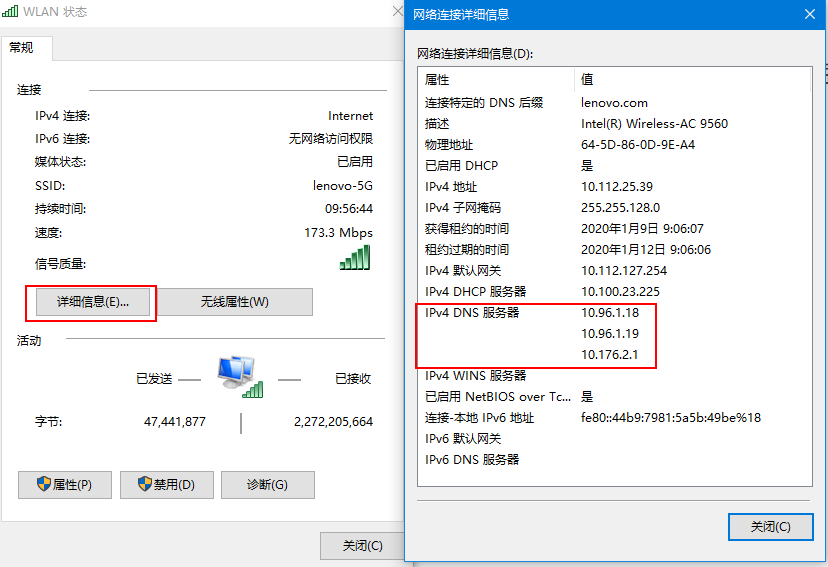 WLAN 状态
常规
连接
IPv4 连接: Internet
IPv6 连接: 无网络访问权限
媒体状态: 已启用
SSID: lenovo-5G
持续时间: 09:56:44
速度: 173.3 Mbps
信号质量:
详细信息(E)... 无线属性(W)
活动
已发送 已接收
字节: 47,441,877 2,272,205,664
属性(P) 禁用(D) 诊断(G)
关闭(C)
网络连接详细信息
网络连接详细信息(D):
属性 值
连接特定的 DNS 后缀 lenovo.com
描述 Intel(R) Wireless-AC 9560
物理地址 64-5D-86-0D-9E-A4
已启用 DHCP 是
IPv4 地址 10.112.25.39
IPv4 子网掩码 255.255.128.0
获得租约的时间 2020年1月9日 9:06:07
租约过期的时间 2020年1月12日 9:06:06
IPv4 默认网关 10.112.127.254
IPv4 DHCP 服务器 10.100.23.225
IPv4 DNS 服务器 10.96.1.18
10.96.1.19
10.176.2.1
IPv4 WINS 服务器
已启用 NetBIOS over Tc... 是
连接-本地 IPv6 地址 fe80::44b9:7981:5a5b:49be%18
IPv6 默认网关
IPv6 DNS 服务器
关闭(C)